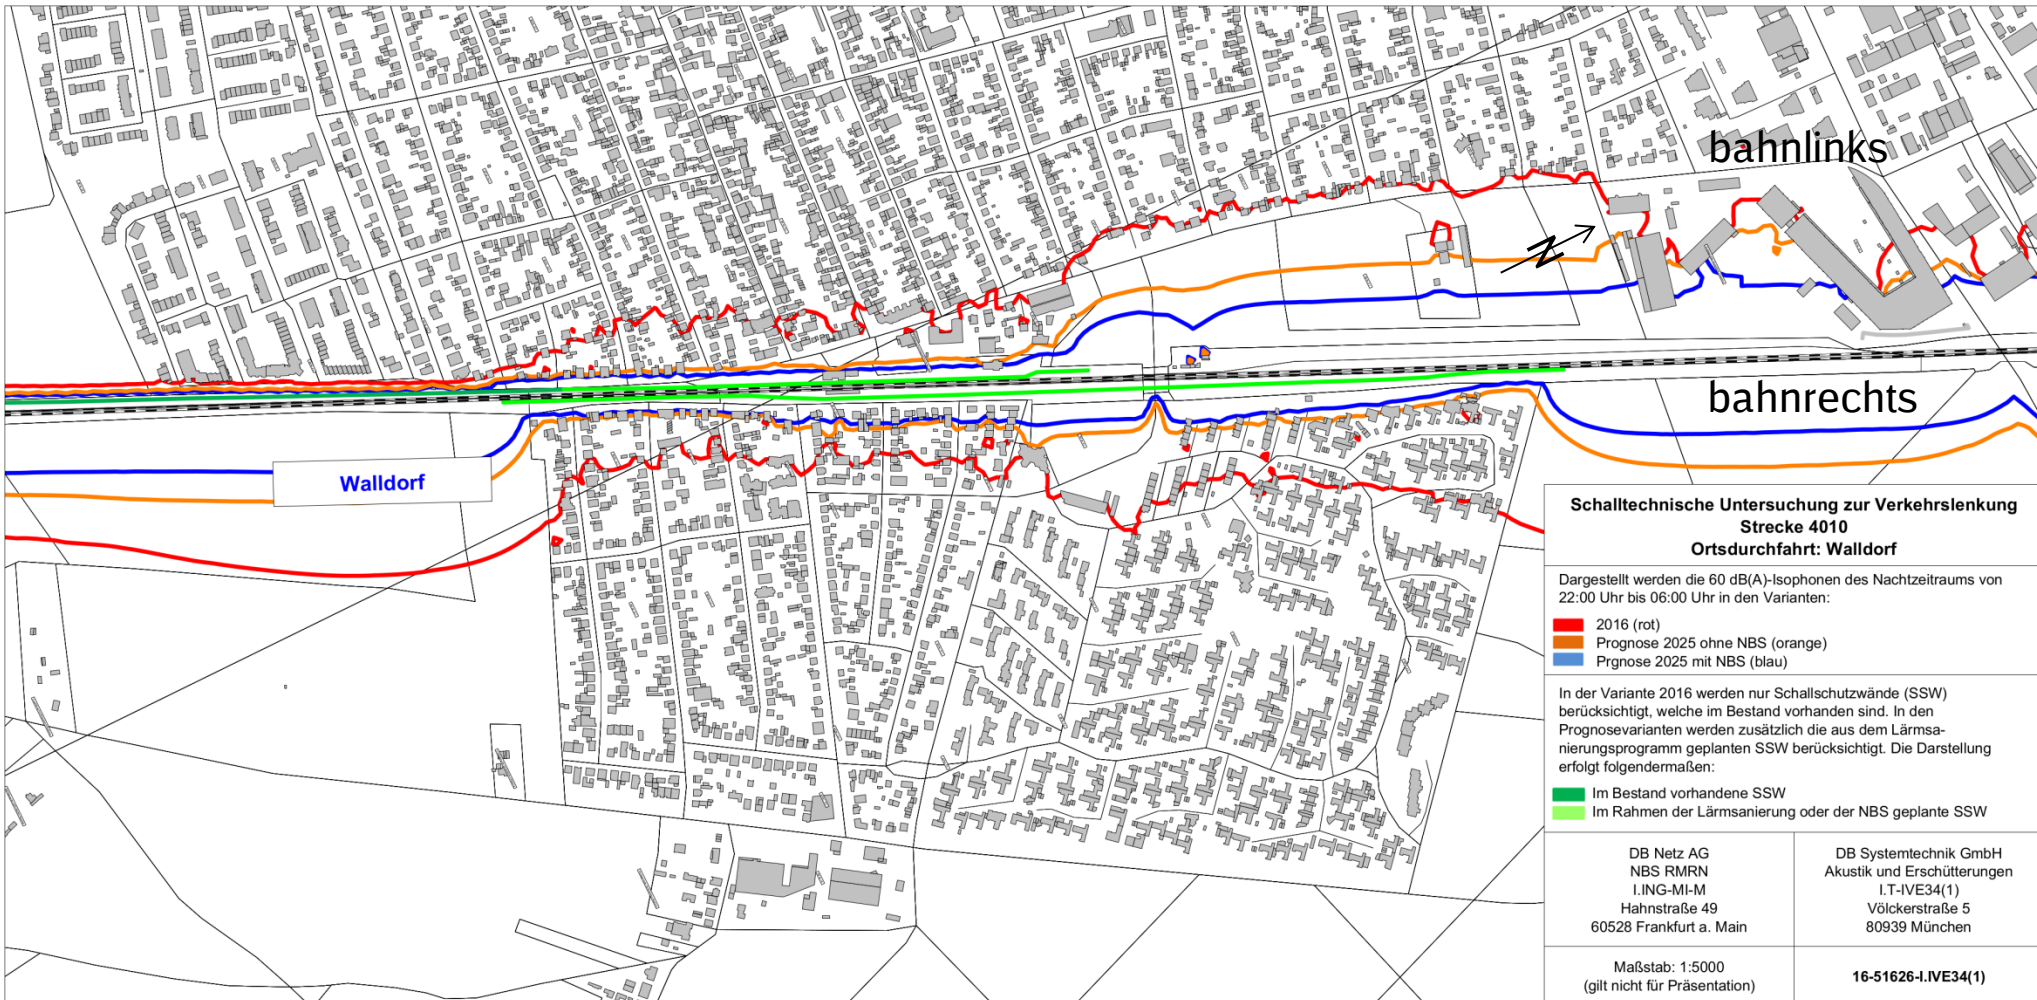 bahnlinks
N
bahnrechts
Walldorf
Schalltechnische Untersuchung zur Verkehrslenkung
Strecke 4010
Ortsdurchfahrt: Walldorf
Dargestellt werden die 60 dB(A)-Isophonen des Nachtzeitraums von
22:00 Uhr bis 06:00 Uhr in den Varianten:
2016 (rot)
Prognose 2025 ohne NBS (orange)
Prgnose 2025 mit NBS (blau)
In der Variante 2016 werden nur Schallschutzwände (SSW)
berücksichtigt, welche im Bestand vorhanden sind. In den
Prognosevarianten werden zusätzlich die aus dem Lärmsa-
nierungsprogramm geplanten SSW berücksichtigt. Die Darstellung
erfolgt folgendermaßen:
Im Bestand vorhandene SSW
Im Rahmen der Lärmsanierung oder der NBS geplante SSW
DB Netz AG
NBS RMRN
I.ING-MI-M
Hahnstraße 49
60528 Frankfurt a. Main
DB Systemtechnik GmbH
Akustik und Erschütterungen
I.T-IVE34(1)
Völckerstraße 5
80939 München
Maßstab: 1:5000
(gilt nicht für Präsentation)
16-51626-I.IVE34(1)